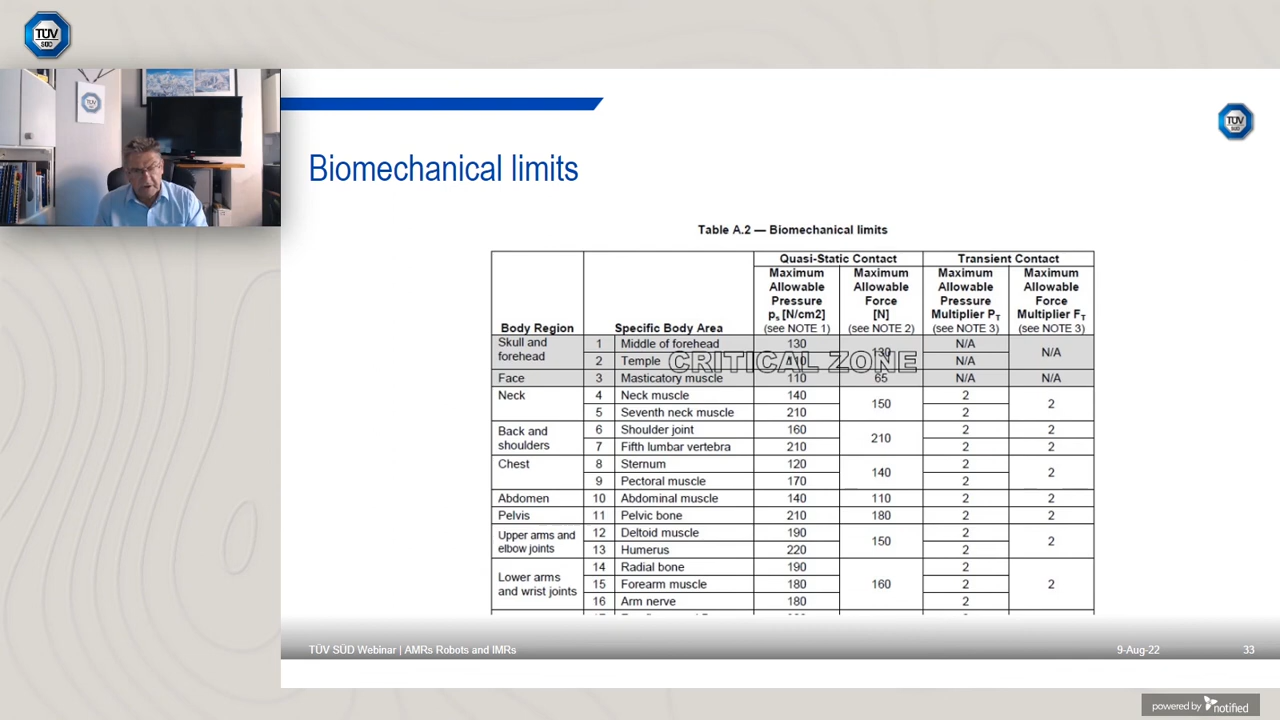 TÜV
SÜD
TÜV
TÜV
Biomechanical limits
Table A.2 — Biomechanical limits
Body Region | Specific Body Area | Quasi-Static Contact | Transient Contact
Maximum Allowable Pressure ps [N/cm2] (see NOTE 1) | Maximum Allowable Force [N] (see NOTE 2) | Maximum Allowable Pressure Multiplier PT (see NOTE 3) | Maximum Allowable Force Multiplier FT (see NOTE 3)
Skull and forehead | 1 | Middle of forehead | 130 | 130 | N/A | N/A
2 | Temple | 110 | N/A
CRITICAL ZONE
Face | 3 | Masticatory muscle | 110 | 65 | N/A | N/A
Neck | 4 | Neck muscle | 140 | 150 | 2 | 2
5 | Seventh neck muscle | 210 | 2
Back and shoulders | 6 | Shoulder joint | 160 | 210 | 2 | 2
7 | Fifth lumbar vertebra | 210 | 2 | 2
Chest | 8 | Sternum | 120 | 140 | 2 | 2
9 | Pectoral muscle | 170 | 2
Abdomen | 10 | Abdominal muscle | 140 | 110 | 2 | 2
Pelvis | 11 | Pelvic bone | 210 | 180 | 2 | 2
Upper arms and elbow joints | 12 | Deltoid muscle | 190 | 150 | 2 | 2
13 | Humerus | 220 | 2
Lower arms and wrist joints | 14 | Radial bone | 190 | 160 | 2 | 2
15 | Forearm muscle | 180 | 2
16 | Arm nerve | 180 | 2
TÜV SÜD Webinar | AMRs Robots and IMRs
9-Aug-22
33
powered by notified